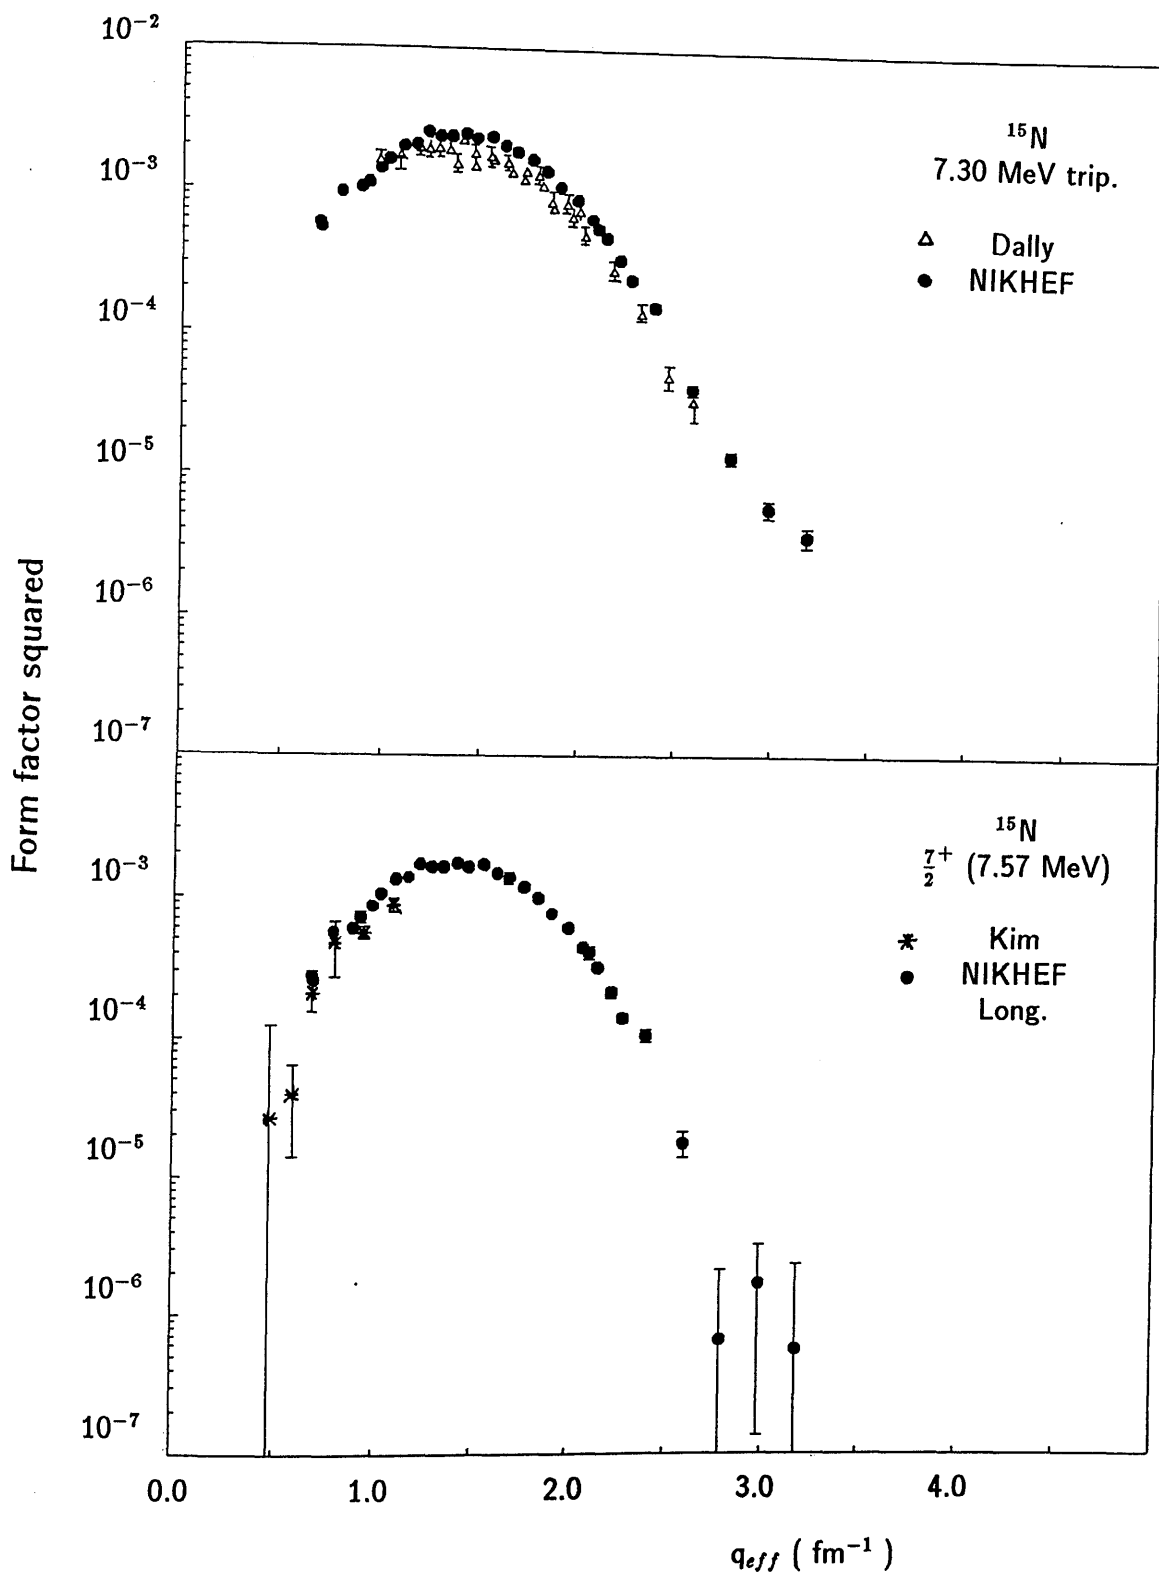 10⁻²
10⁻³
10⁻⁴
10⁻⁵
10⁻⁶
10⁻⁷
¹⁵N
7.30 MeV trip.
Dally
NIKHEF
Form factor squared
10⁻³
10⁻⁴
10⁻⁵
10⁻⁶
10⁻⁷
¹⁵N
7/2⁺ (7.57 MeV)
Kim
NIKHEF
Long.
0.0 1.0 2.0 3.0 4.0
q_eff ( fm⁻¹ )